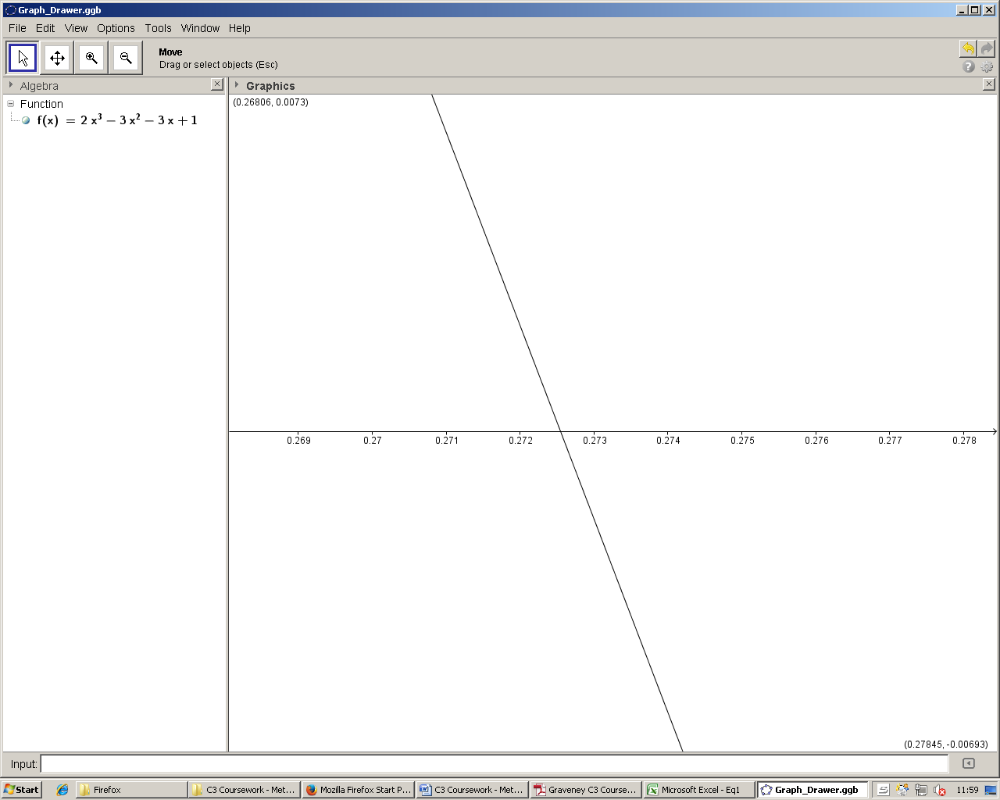 Graph_Drawer.ggb
File Edit View Options Tools Window Help
Move
Drag or select objects (Esc)
Algebra
Graphics
Function
f(x) = 2 x³ − 3 x² − 3 x + 1
(0.26806, 0.0073)
0.269 0.27 0.271 0.272 0.273 0.274 0.275 0.276 0.277 0.278
(0.27845, -0.00693)
Input:
Start Firefox C3 Coursework - Met... Mozilla Firefox Start P... C3 Coursework - Met... Graveney C3 Course... Microsoft Excel - Eq1 Graph_Drawer.ggb 11:59